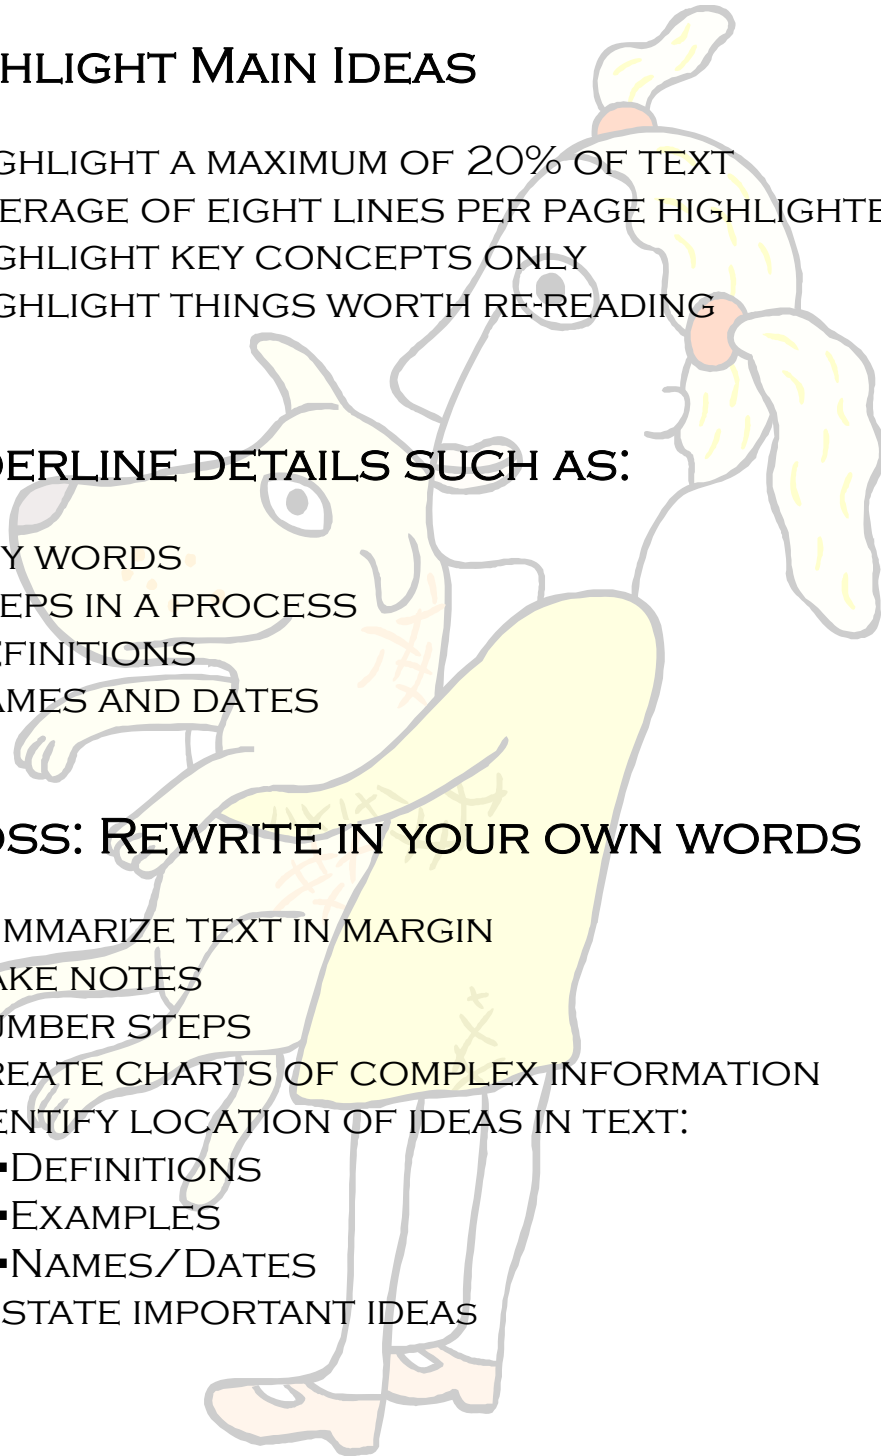 HLIGHT MAIN IDEAS
GHLIGHT A MAXIMUM OF 20% OF TEXT
ERAGE OF EIGHT LINES PER PAGE HIGHLIGHTE
GHLIGHT KEY CONCEPTS ONLY
GHLIGHT THINGS WORTH RE-READING
DERLINE DETAILS SUCH AS:
Y WORDS
EPS IN A PROCESS
EFINITIONS
AMES AND DATES
OSS: REWRITE IN YOUR OWN WORDS
MMARIZE TEXT IN MARGIN
AKE NOTES
UMBER STEPS
REATE CHARTS OF COMPLEX INFORMATION
ENTIFY LOCATION OF IDEAS IN TEXT:
▪DEFINITIONS
▪EXAMPLES
▪NAMES/DATES
STATE IMPORTANT IDEAS